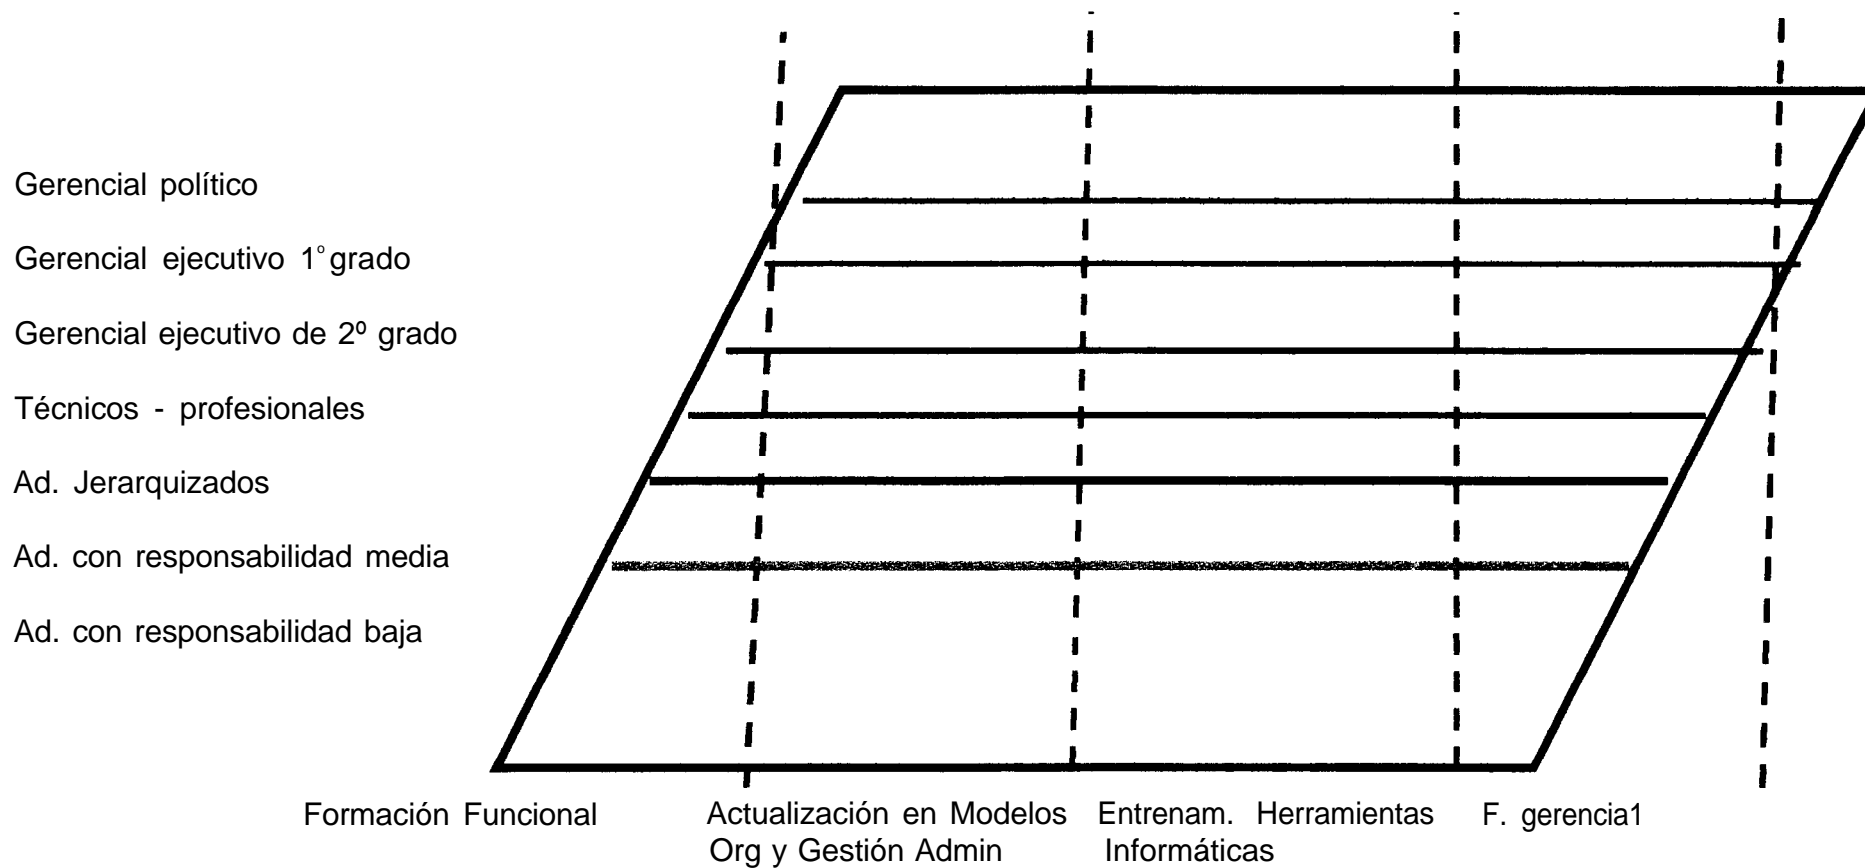 Gerencial político
Gerencial ejecutivo 1º grado
Gerencial ejecutivo de 2º grado
Técnicos - profesionales
Ad. Jerarquizados
Ad. con responsabilidad media
Ad. con responsabilidad baja
Formación Funcional
Actualización en Modelos
Org y Gestión Admin
Entrenam. Herramientas
Informáticas
F. gerencia1